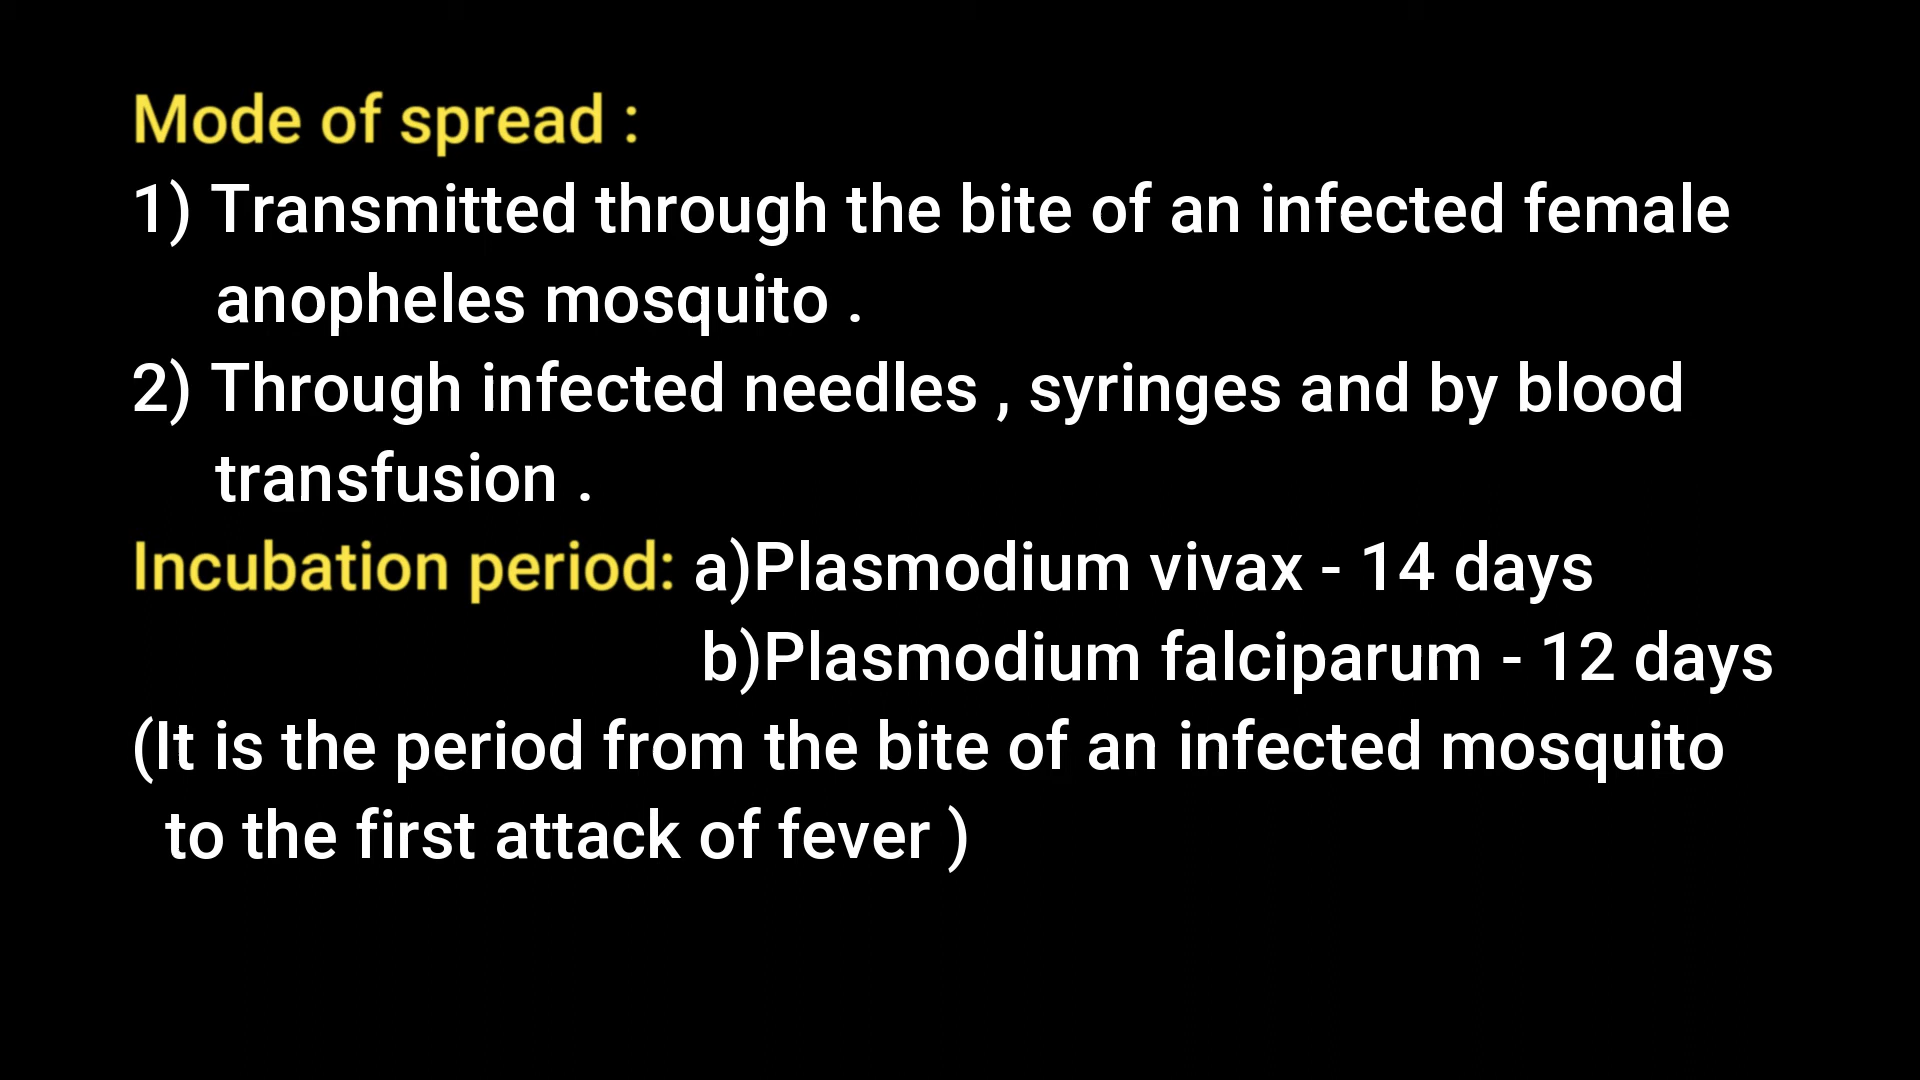 Mode of spread :
1) Transmitted through the bite of an infected female
anopheles mosquito .
2) Through infected needles , syringes and by blood
transfusion .
Incubation period: a)Plasmodium vivax - 14 days
b)Plasmodium falciparum - 12 days
(It is the period from the bite of an infected mosquito
to the first attack of fever )